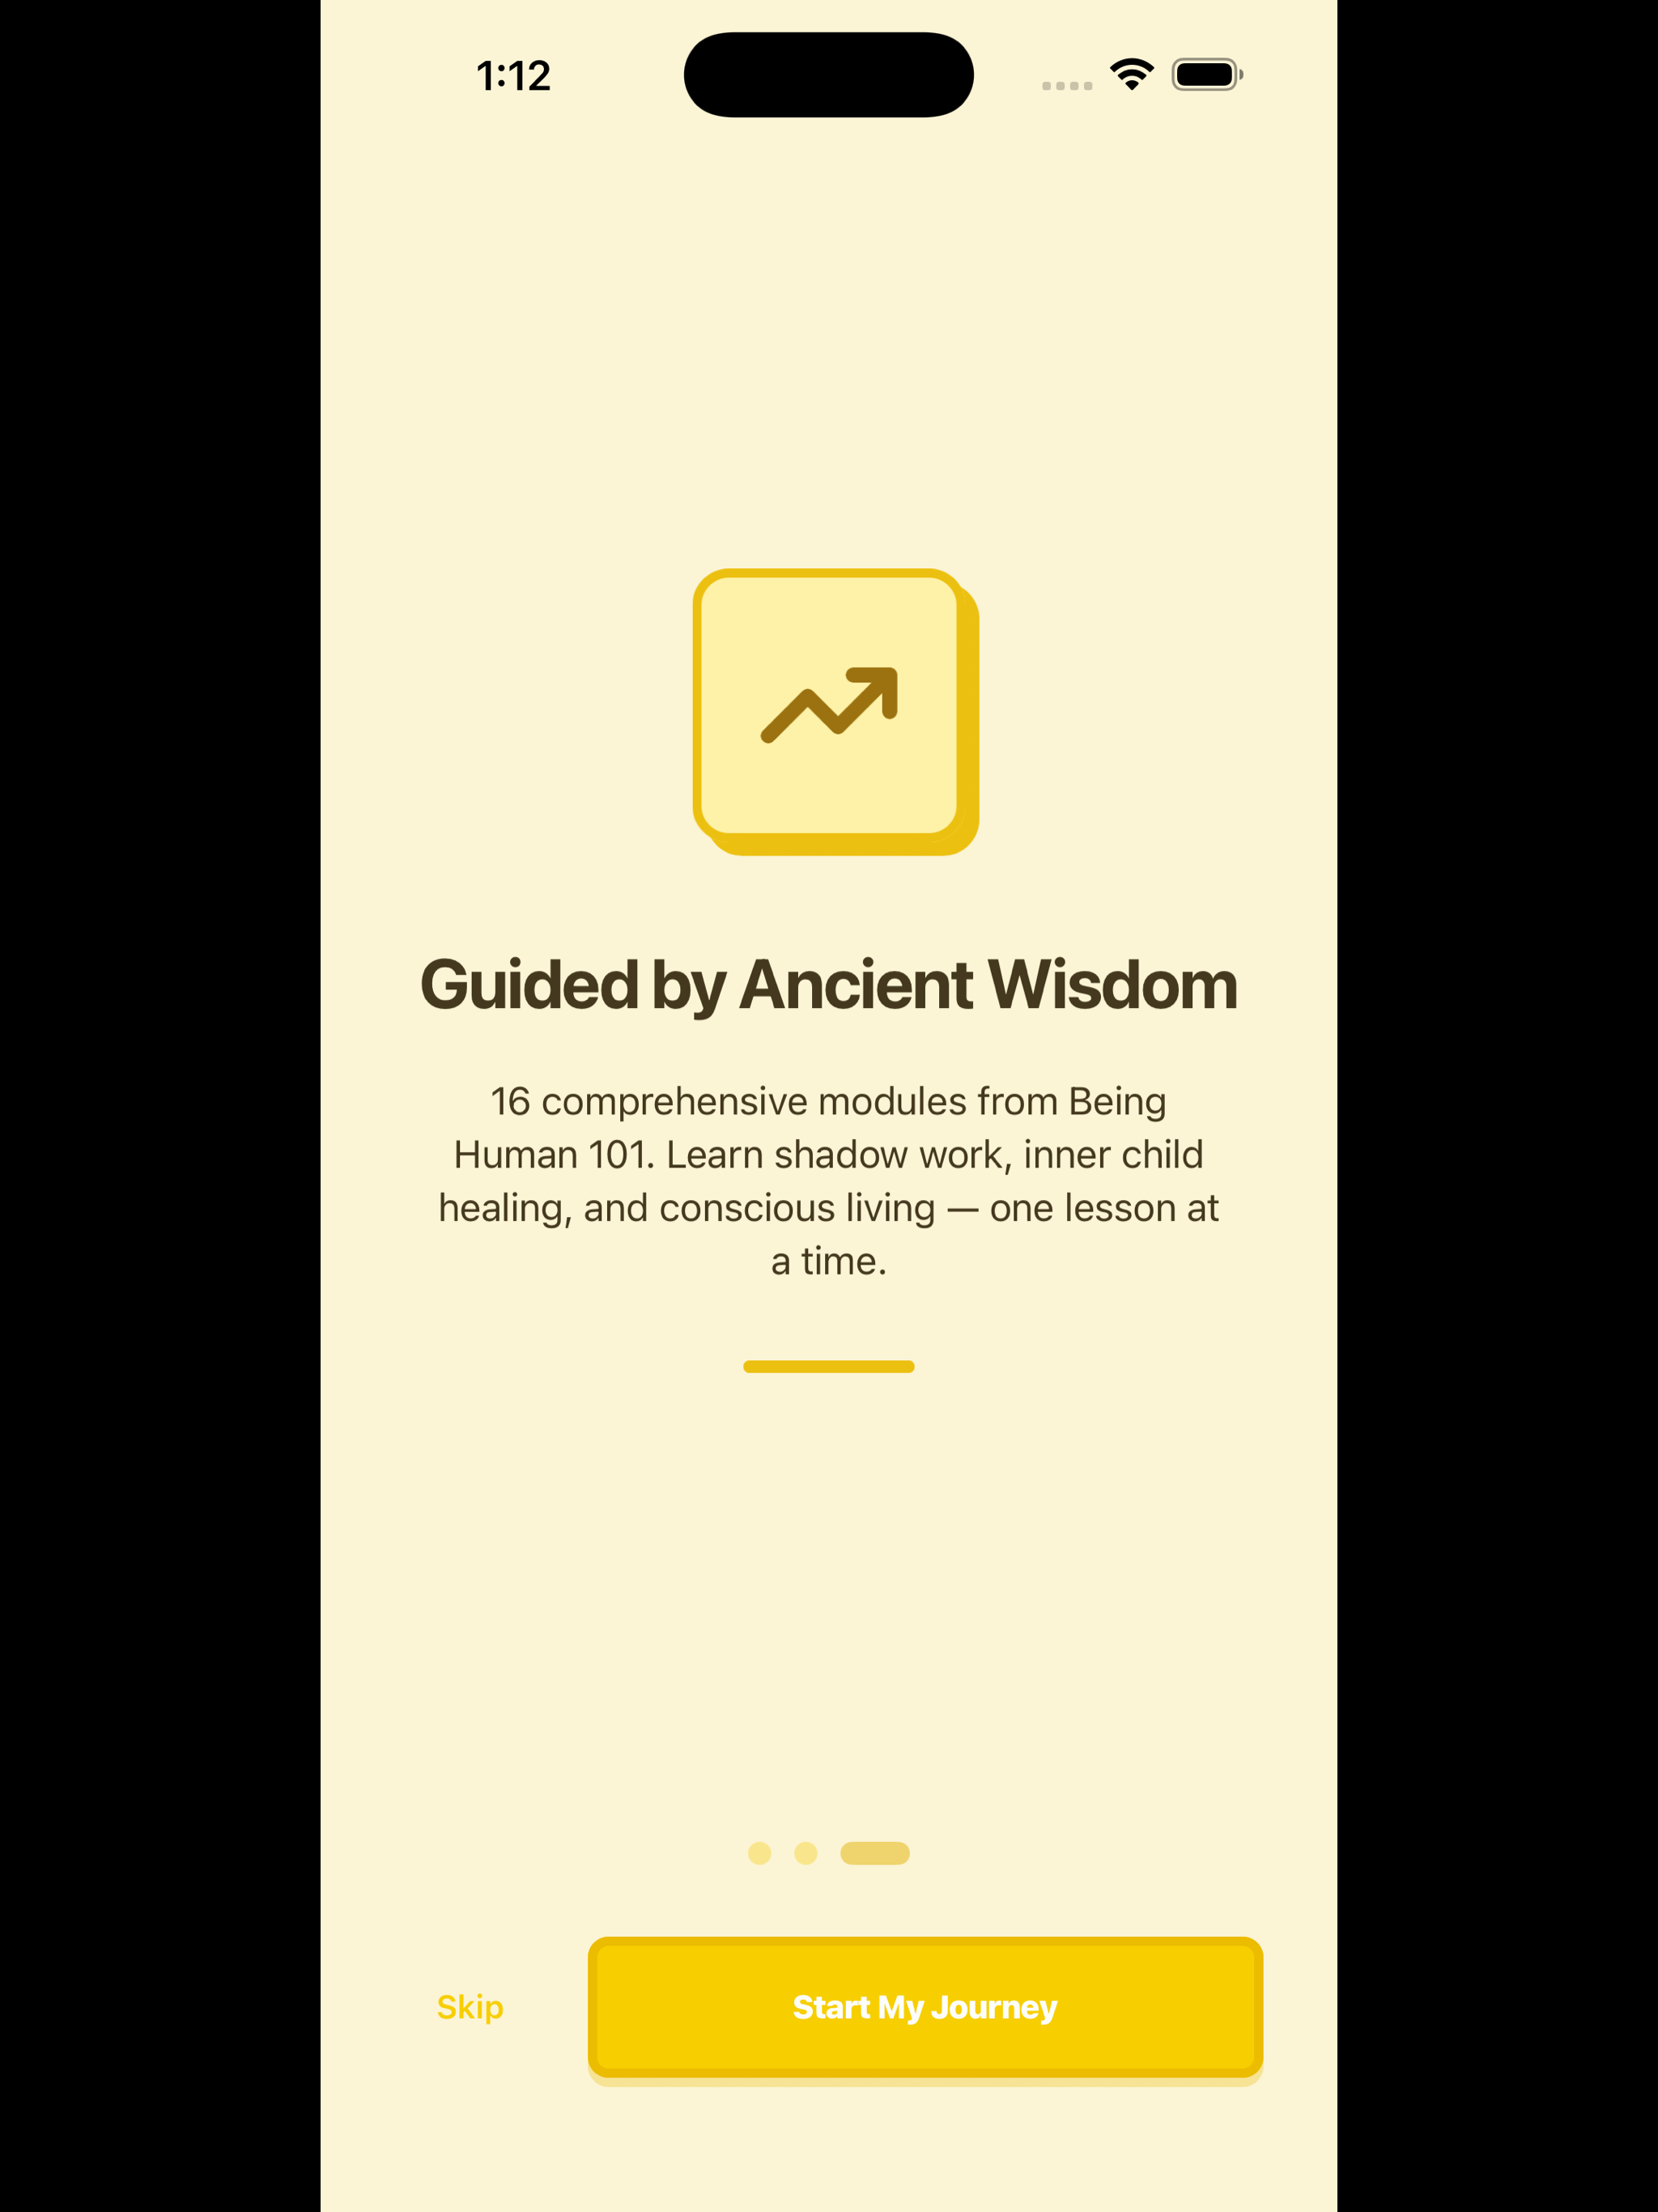 1:12
Guided by Ancient Wisdom
16 comprehensive modules from Being
Human 101. Learn shadow work, inner child
healing, and conscious living — one lesson at
a time.
Skip
Start My Journey